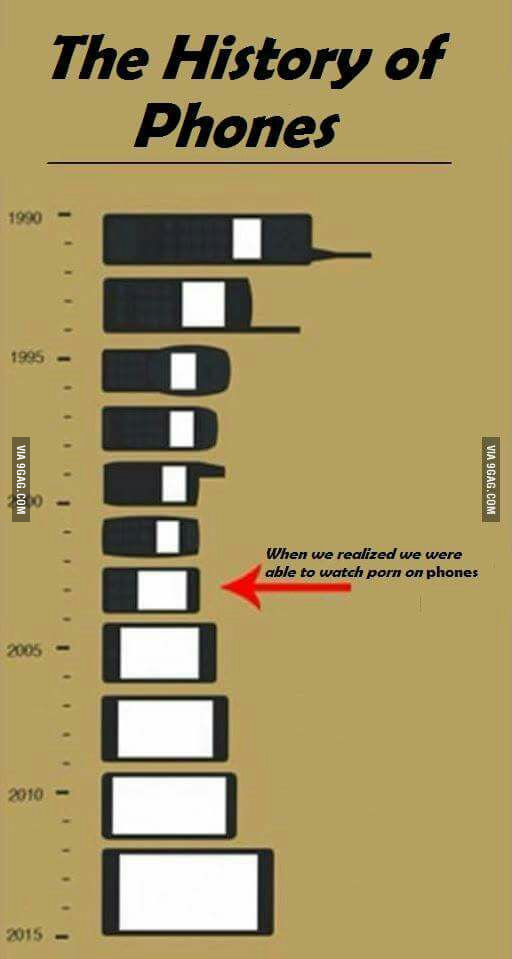 The History of
Phones
1990
1995
VIA 9GAG.COM
VIA 9GAG.COM
2000
When we realized we were
able to watch porn on phones
2005
2010
2015